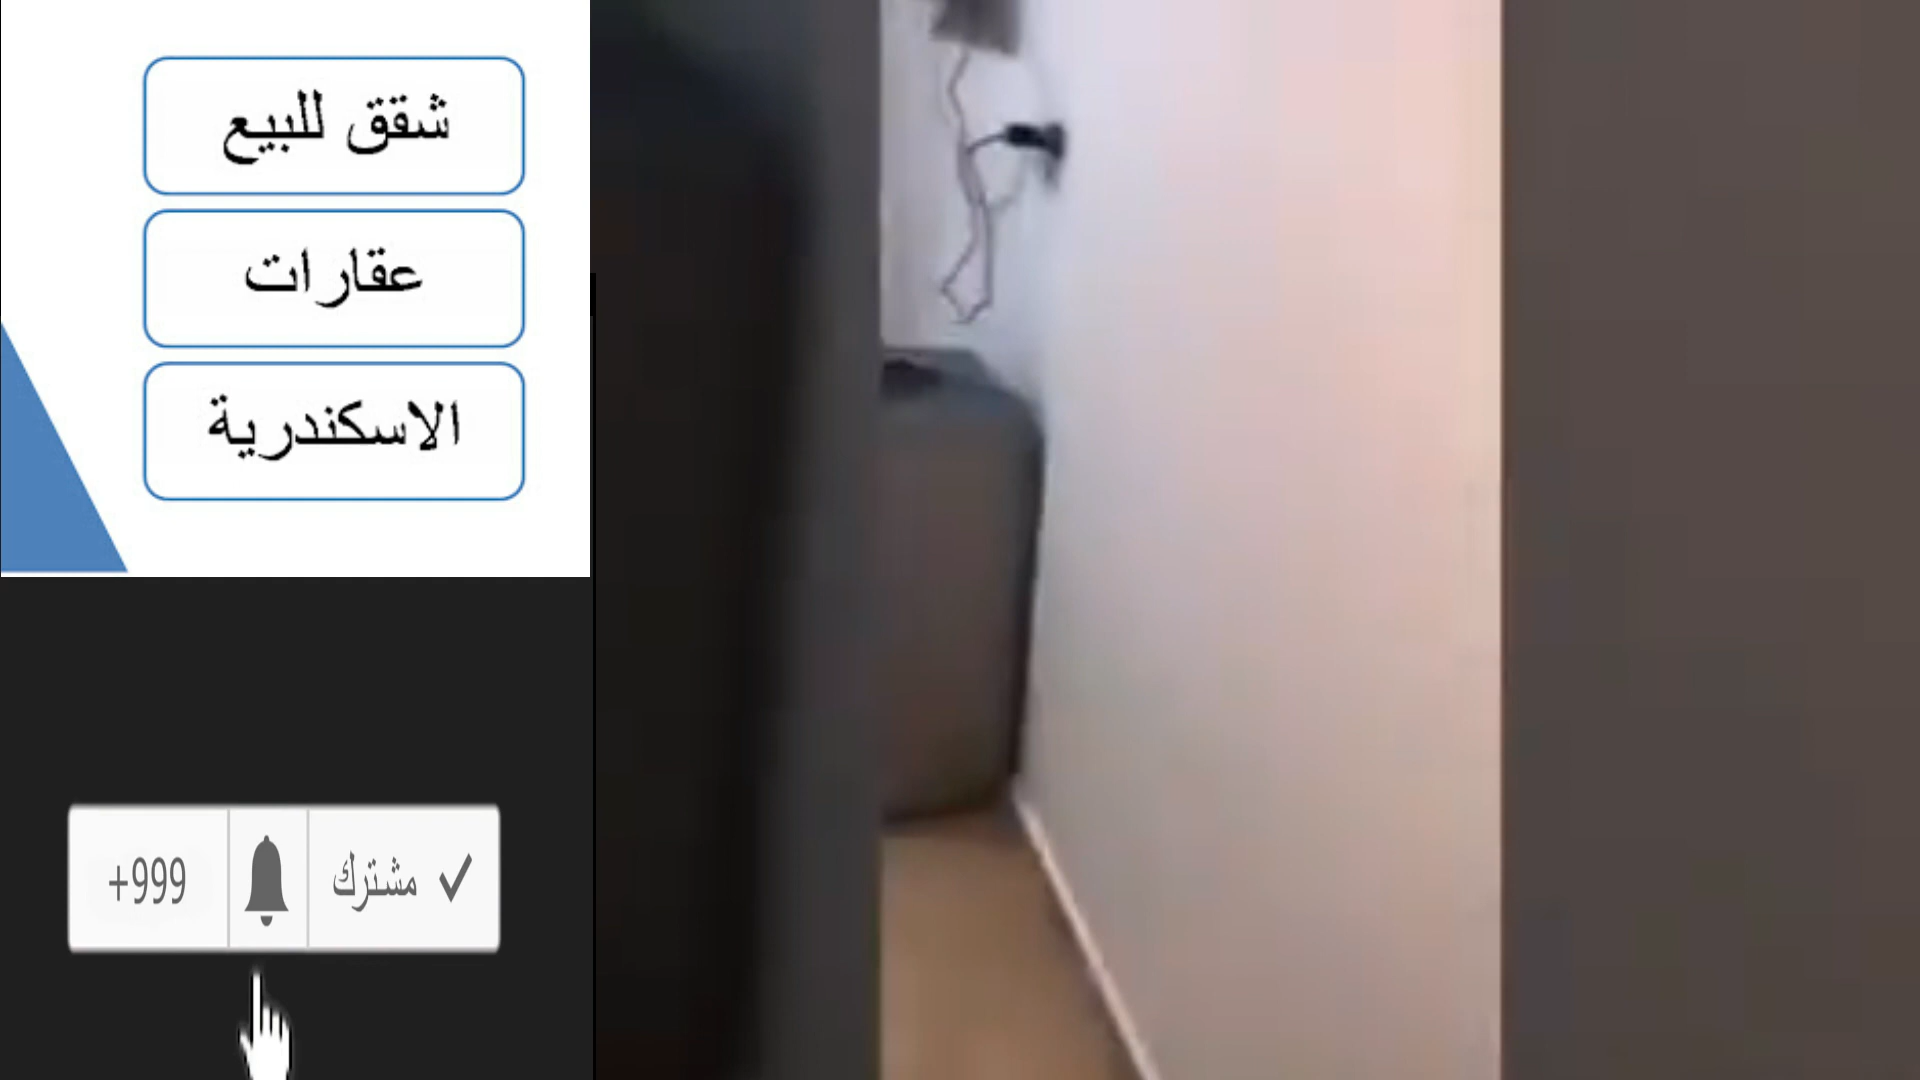 شقق للبيع
عقارات
الاسكندرية
مشترك
+999